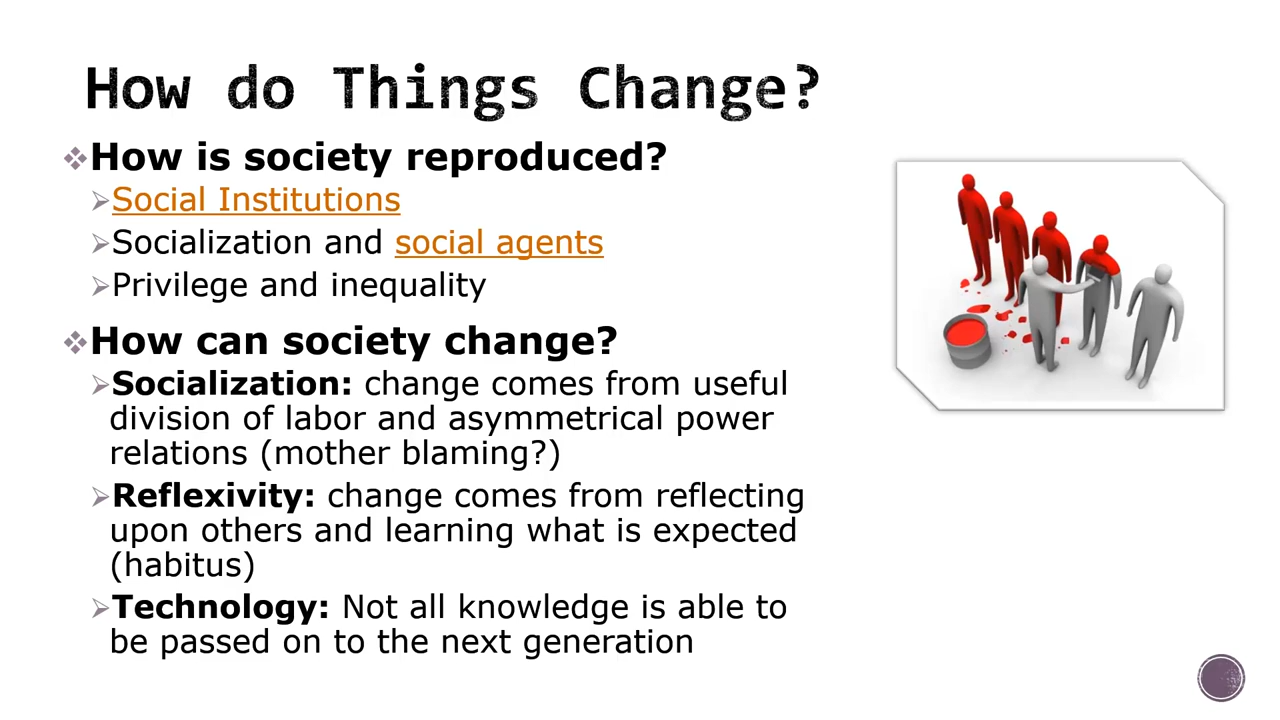 How do Things Change?
How is society reproduced?
Social Institutions
Socialization and social agents
Privilege and inequality
How can society change?
Socialization: change comes from useful
division of labor and asymmetrical power
relations (mother blaming?)
Reflexivity: change comes from reflecting
upon others and learning what is expected
(habitus)
Technology: Not all knowledge is able to
be passed on to the next generation